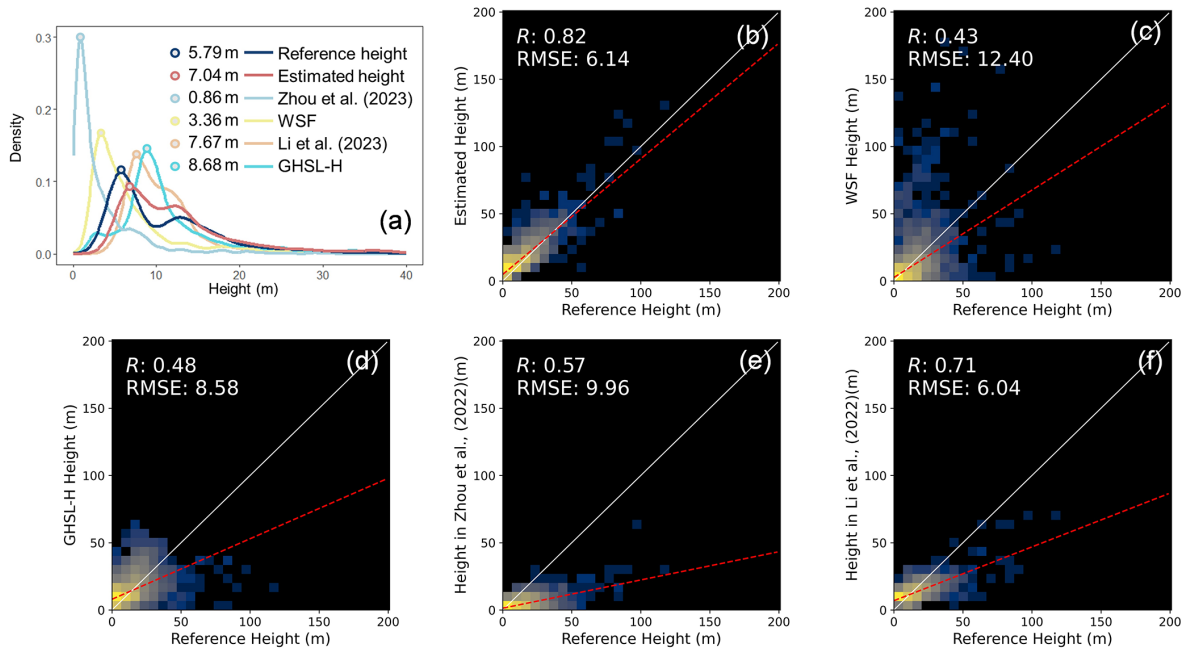 0.3
0.2
0.1
0.0
Density
5.79 m Reference height
7.04 m Estimated height
0.86 m Zhou et al. (2023)
3.36 m WSF
7.67 m Li et al. (2023)
8.68 m GHSL-H
(a)
0 10 20 30 40
Height (m)
200
150
100
50
0
Estimated Height (m)
R: 0.82
RMSE: 6.14
(b)
0 50 100 150 200
Reference Height (m)
200
150
100
50
0
WSF Height (m)
R: 0.43
RMSE: 12.40
(c)
0 50 100 150 200
Reference Height (m)
200
150
100
50
0
GHSL-H Height (m)
R: 0.48
RMSE: 8.58
(d)
0 50 100 150 200
Reference Height (m)
200
150
100
50
0
Height in Zhou et al., (2022)(m)
R: 0.57
RMSE: 9.96
(e)
0 50 100 150 200
Reference Height (m)
200
150
100
50
0
Height in Li et al., (2022)(m)
R: 0.71
RMSE: 6.04
(f)
0 50 100 150 200
Reference Height (m)